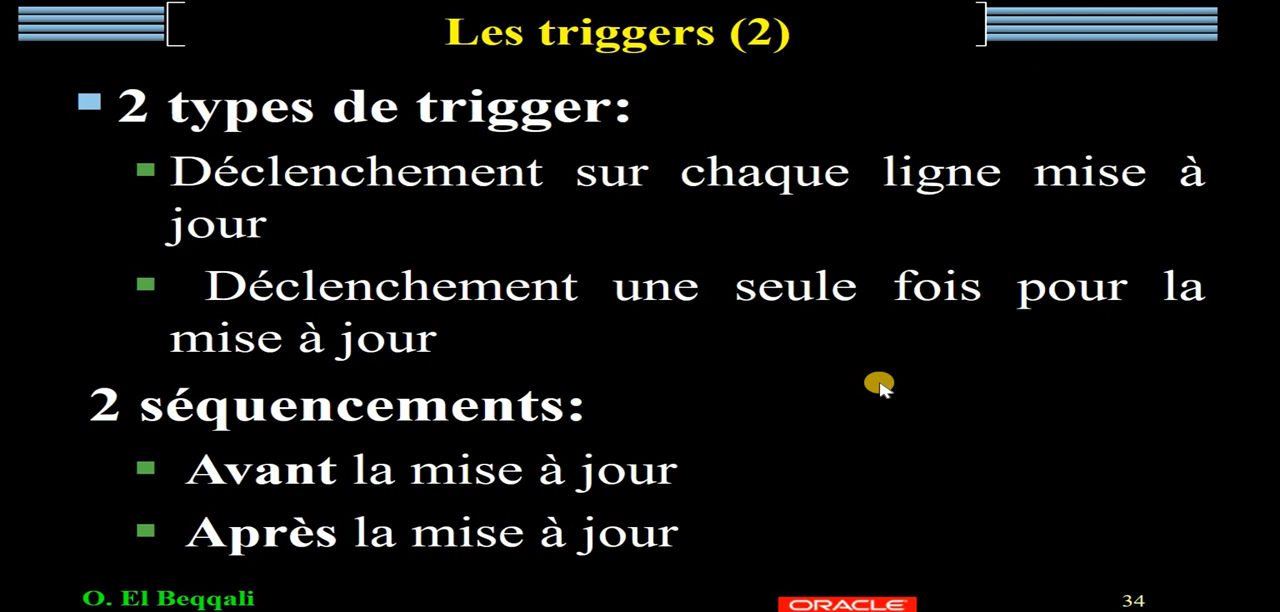 Les triggers (2)
2 types de trigger:
Déclenchement sur chaque ligne mise à
jour
Déclenchement une seule fois pour la
mise à jour
2 séquencements:
Avant la mise à jour
Après la mise à jour
O. El Beqqali
ORACLE
34